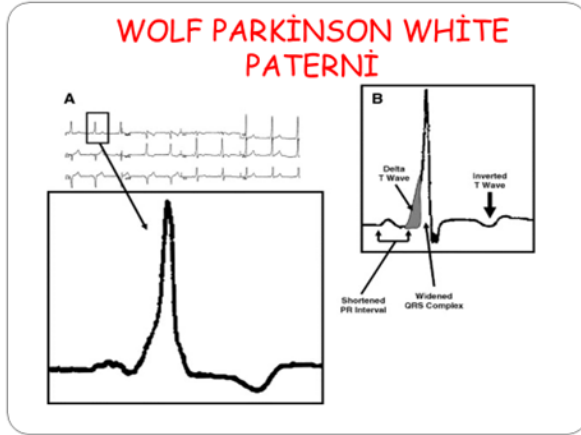 WOLF PARKİNSON WHİTE
PATERNİ
A
B
Delta
T Wave
Inverted
T Wave
Shortened
PR Interval
Widened
QRS Complex